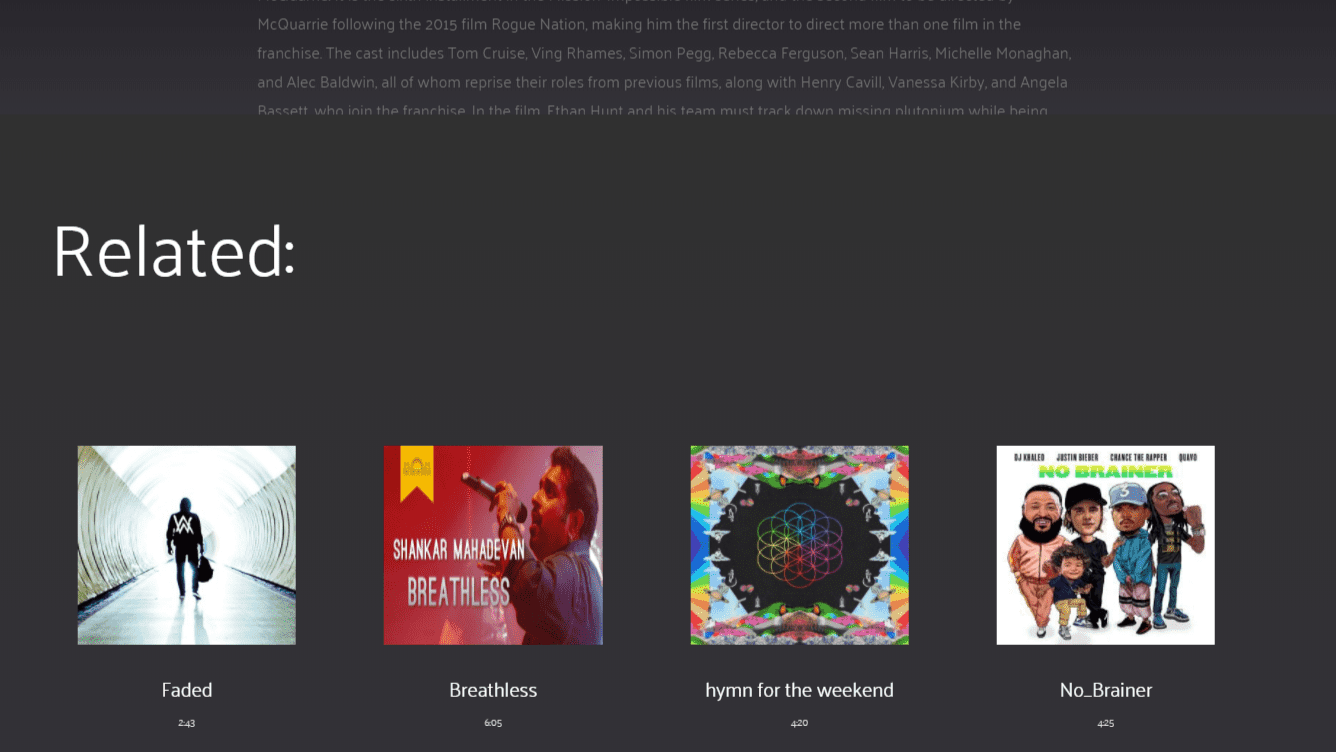 McQuarrie following the 2015 film Rogue Nation, making him the first director to direct more than one film in the
franchise. The cast includes Tom Cruise, Ving Rhames, Simon Pegg, Rebecca Ferguson, Sean Harris, Michelle Monaghan,
and Alec Baldwin, all of whom reprise their roles from previous films, along with Henry Cavill, Vanessa Kirby, and Angela
Bassett, who join the franchise. In the film, Ethan Hunt and his team must track down missing plutonium while being
Related:
SHANKAR MAHADEVAN
BREATHLESS
DJ KHALED JUSTIN BIEBER CHANCE THE RAPPER QUAVO
NO BRAINER
3
Faded Breathless hymn for the weekend No_Brainer
2:43 6:05 4:20 4:25